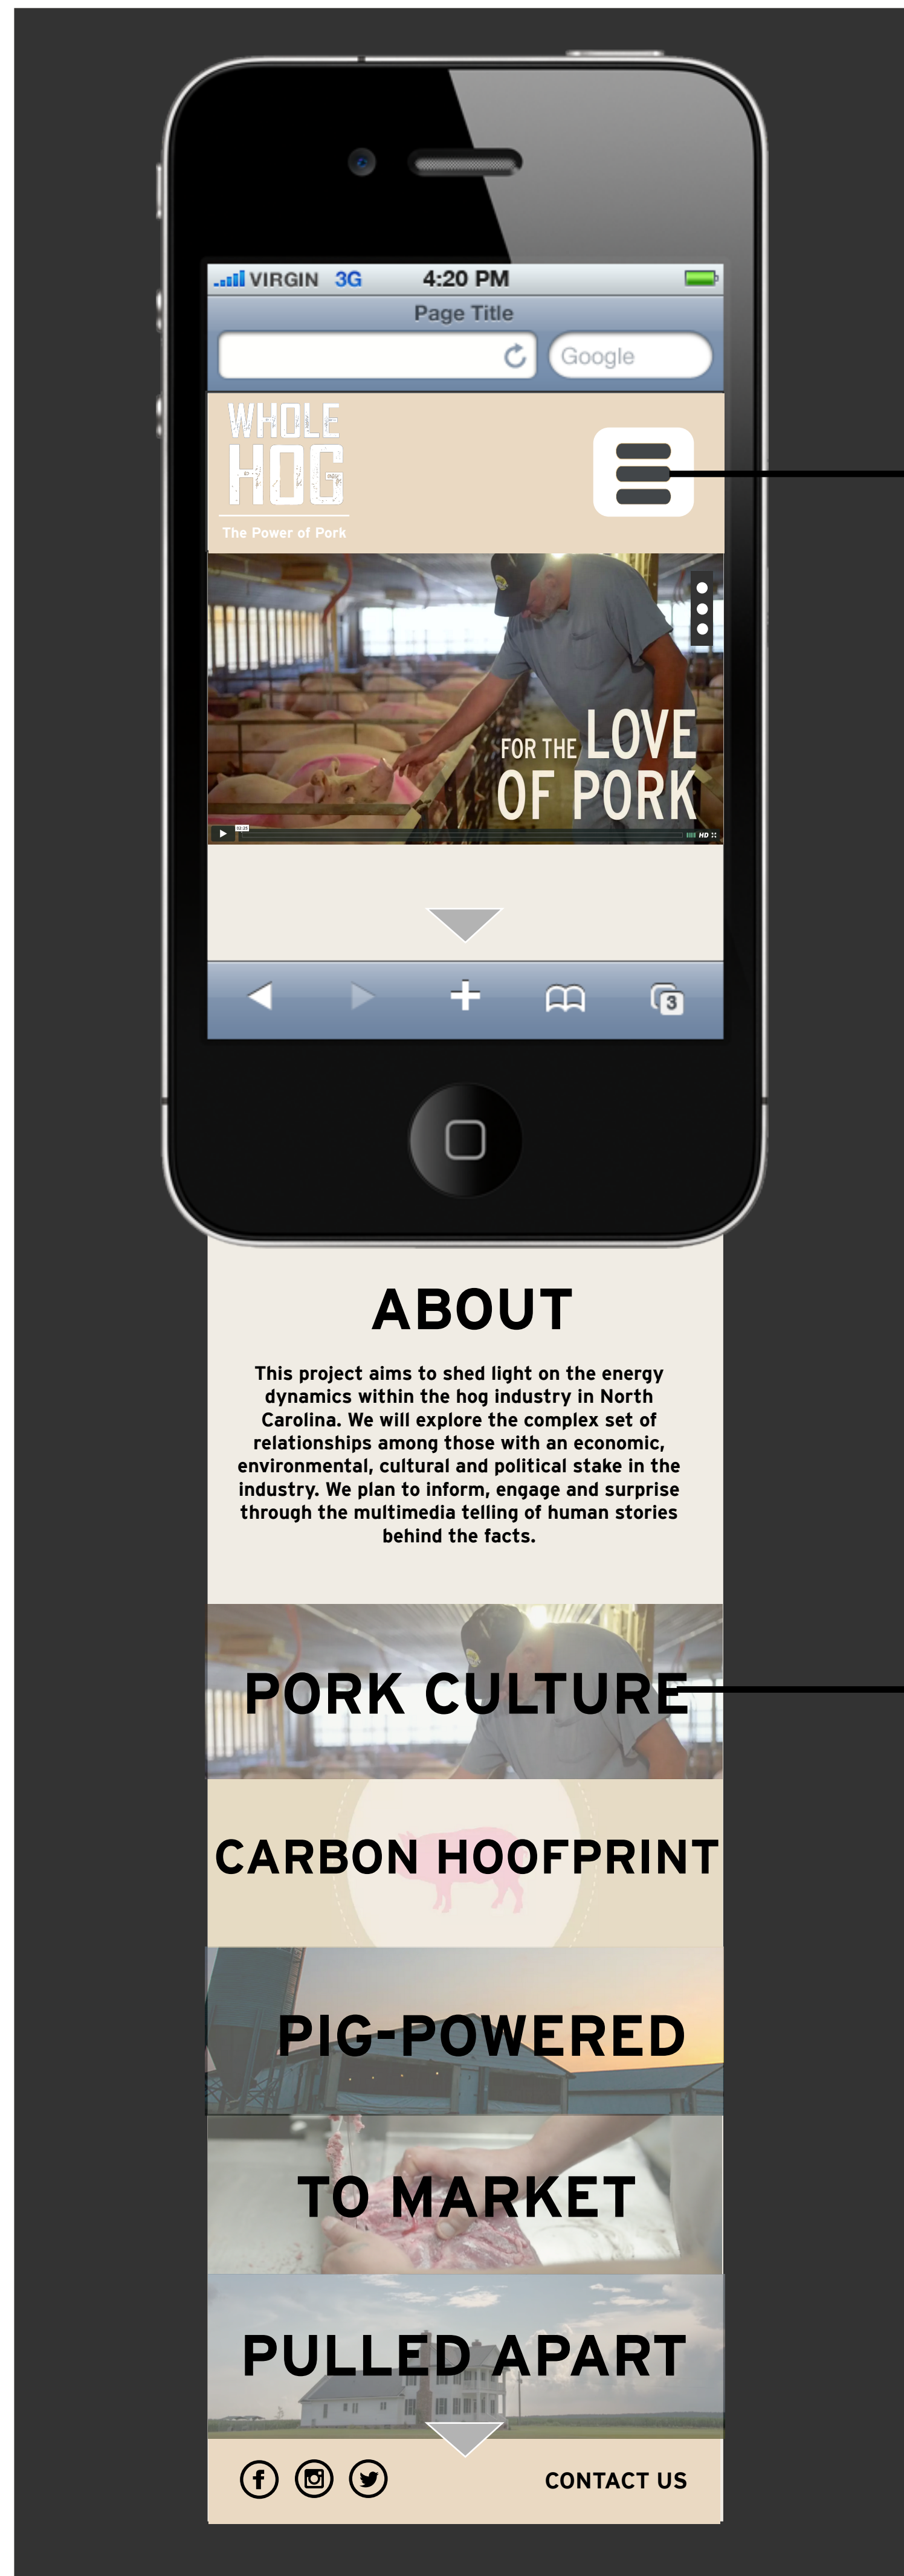 VIRGIN 3G 4:20 PM
Page Title
Google
WHOLE
HOG
The Power of Pork
FOR THE LOVE
OF PORK
HD
3
ABOUT
This project aims to shed light on the energy
dynamics within the hog industry in North
Carolina. We will explore the complex set of
relationships among those with an economic,
environmental, cultural and political stake in the
industry. We plan to inform, engage and surprise
through the multimedia telling of human stories
behind the facts.
PORK CULTURE
CARBON HOOFPRINT
PIG-POWERED
TO MARKET
PULLED APART
CONTACT US